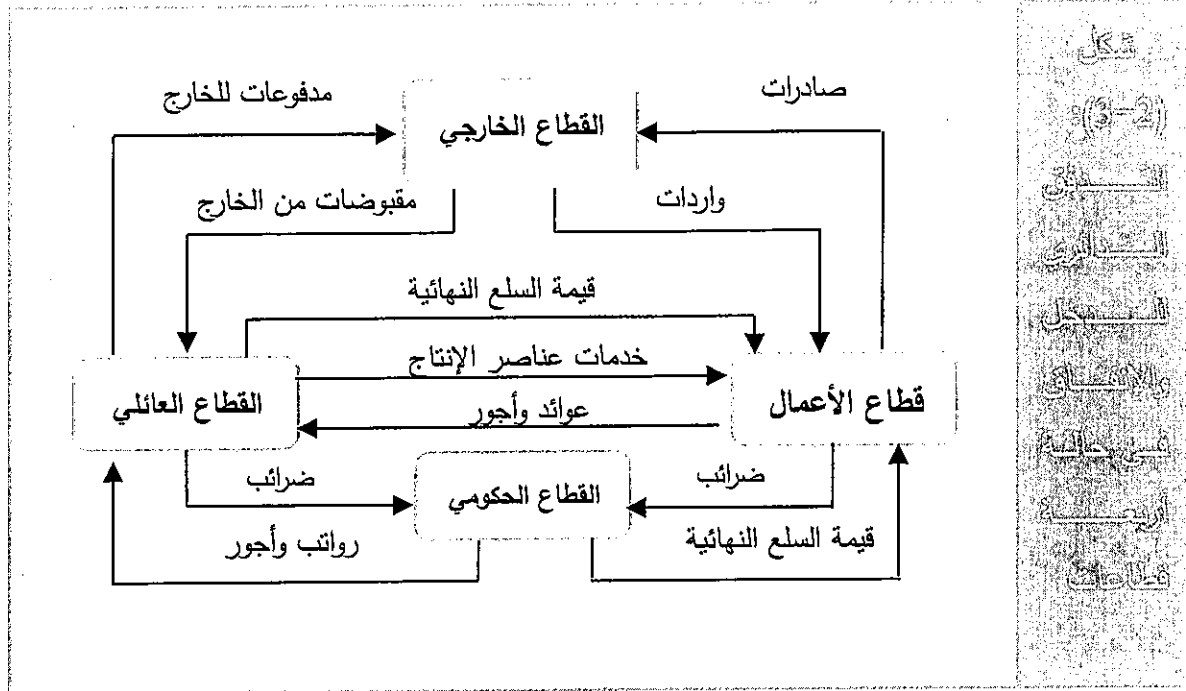 شكل
(2-3):
التدفق
الدائري
للدخل
والإنفاق
في حالة
أربعة
قطاعات
صادرات
مدفوعات للخارج
القطاع الخارجي
واردات
مقبوضات من الخارج
قيمة السلع النهائية
خدمات عناصر الإنتاج
قطاع الأعمال
القطاع العائلي
عوائد وأجور
ضرائب
ضرائب
القطاع الحكومي
قيمة السلع النهائية
رواتب وأجور